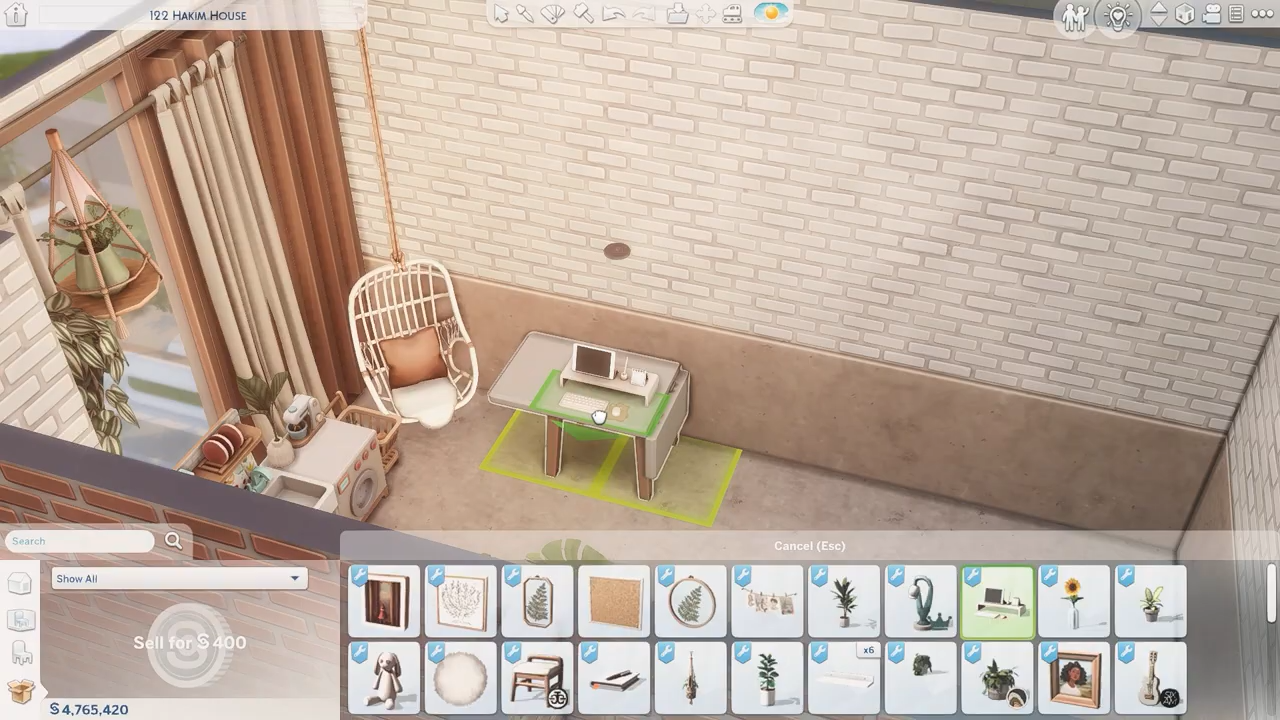 122 Hakim House
Search
Cancel (Esc)
Show All
Sell for §400
x6
§4,765,420